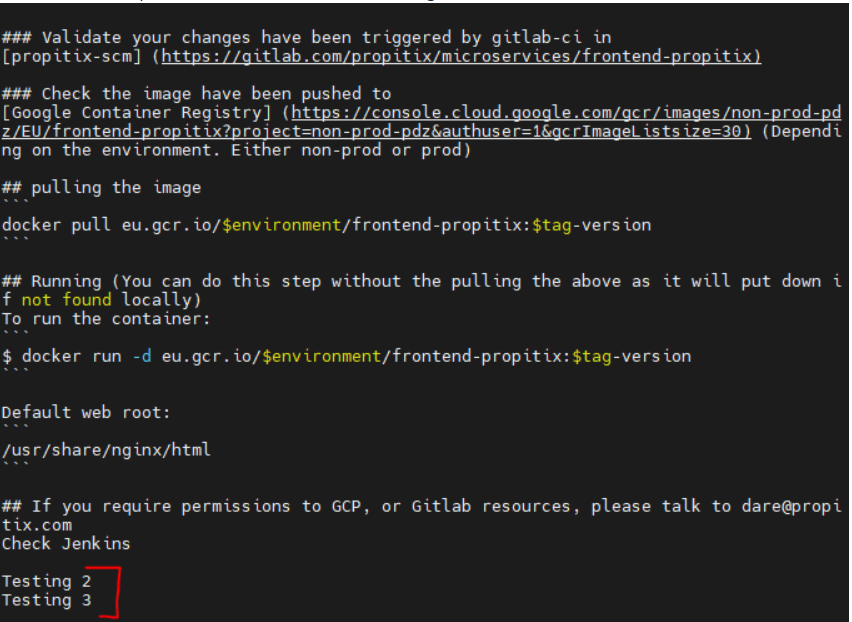 ### Validate your changes have been triggered by gitlab-ci in
[propitix-scm] (https://gitlab.com/propitix/microservices/frontend-propitix)
### Check the image have been pushed to
[Google Container Registry] (https://console.cloud.google.com/gcr/images/non-prod-pd
z/EU/frontend-propitix?project=non-prod-pdz&authuser=1&gcrImageListsize=30) (Dependi
ng on the environment. Either non-prod or prod)
## pulling the image
```
docker pull eu.gcr.io/$environment/frontend-propitix:$tag-version
```
## Running (You can do this step without the pulling the above as it will put down i
f not found locally)
To run the container:
```
$ docker run -d eu.gcr.io/$environment/frontend-propitix:$tag-version
```
Default web root:
```
/usr/share/nginx/html
```
## If you require permissions to GCP, or Gitlab resources, please talk to dare@propi
tix.com
Check Jenkins
Testing 2
Testing 3